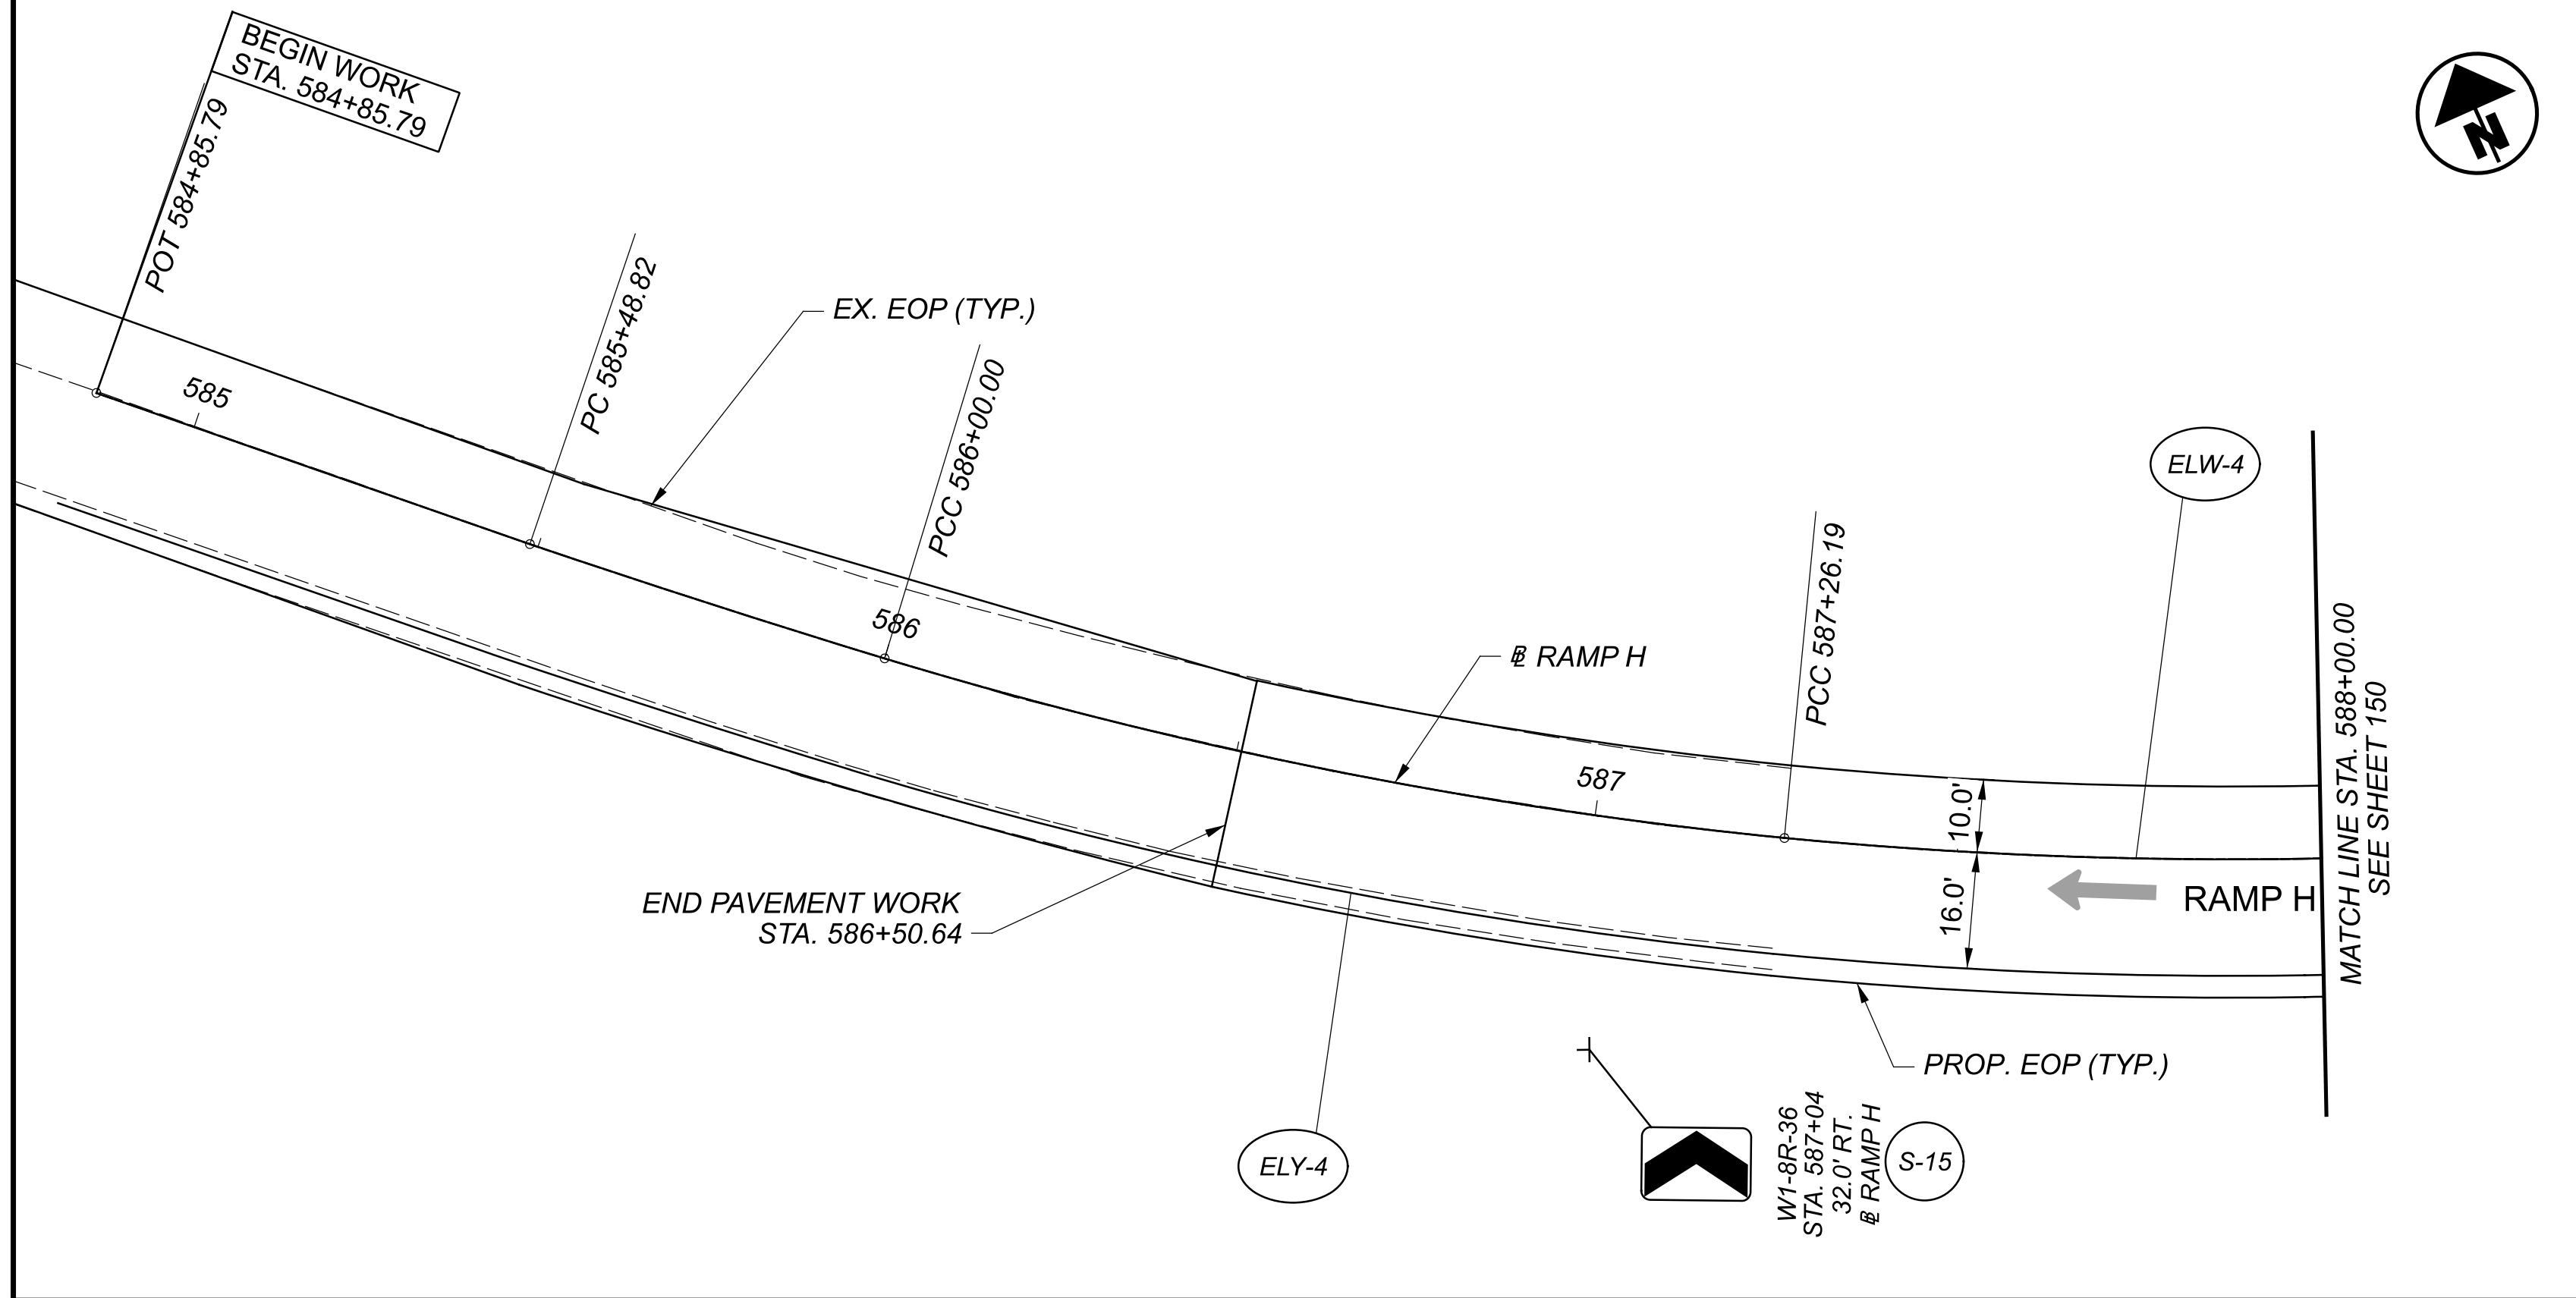 BEGIN WORK
STA. 584+85.79
POT 584+85.79
585
PC 585+48.82
EX. EOP (TYP.)
PCC 586+00.00
586
℄ RAMP H
587
PCC 587+26.19
ELW-4
10.0'
16.0'
RAMP H
MATCH LINE STA. 588+00.00
SEE SHEET 150
END PAVEMENT WORK
STA. 586+50.64
PROP. EOP (TYP.)
ELY-4
W1-8R-36
STA. 587+04
32.0' RT.
BL RAMP H
S-15
N